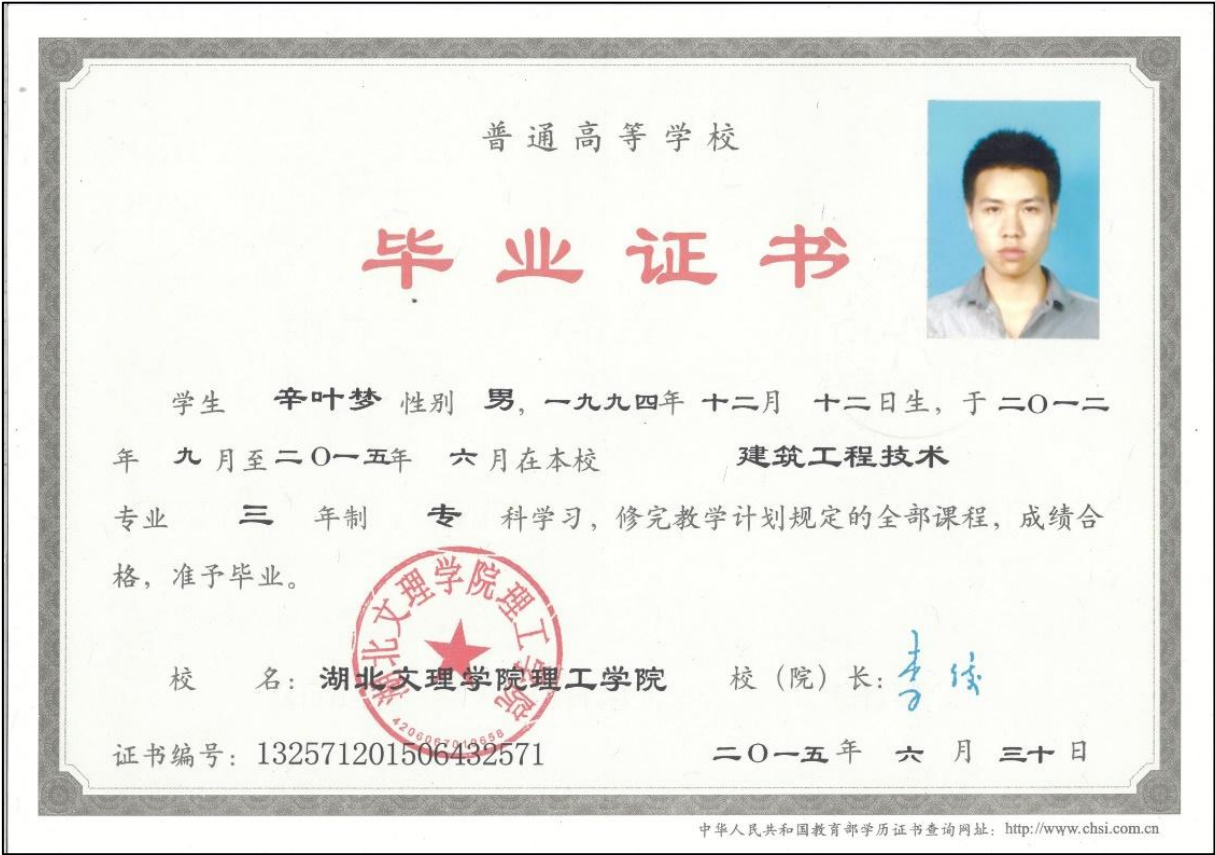 普通高等学校
毕业证书
学生 辛叶梦 性别 男，一九九四年 十二月 十二日生，于 二〇一二
年 九 月至 二〇一五年 六 月在本校 建筑工程技术
专业 三 年制 专 科学习，修完教学计划规定的全部课程，成绩合
格，准予毕业。
湖北文理学院理工学院
4206067019658
校 名：湖北文理学院理工学院 校（院）长：李俊
证书编号：132571201506432571 二〇一五年 六 月 三十日
中华人民共和国教育部学历证书查询网址：http://www.chsi.com.cn